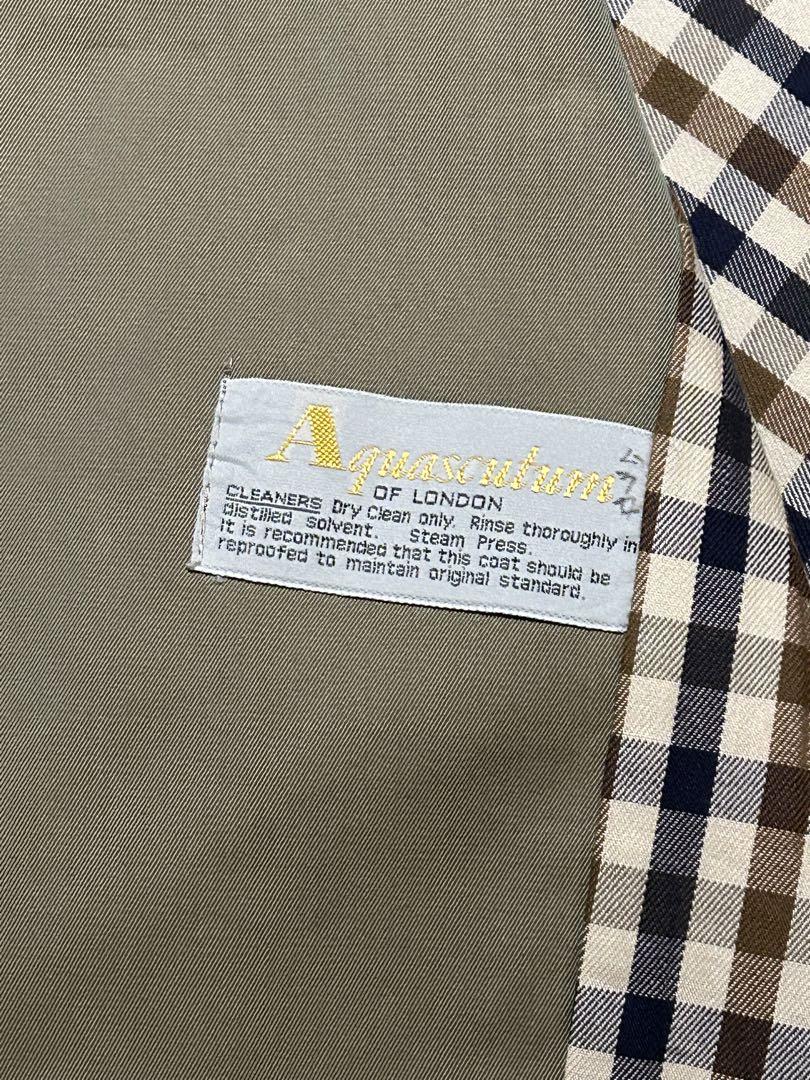 Aquascutum
OF LONDON
CLEANERS Dry Clean only. Rinse thoroughly in
distilled solvent. Steam Press.
It is recommended that this coat should be
reproofed to maintain original standard.